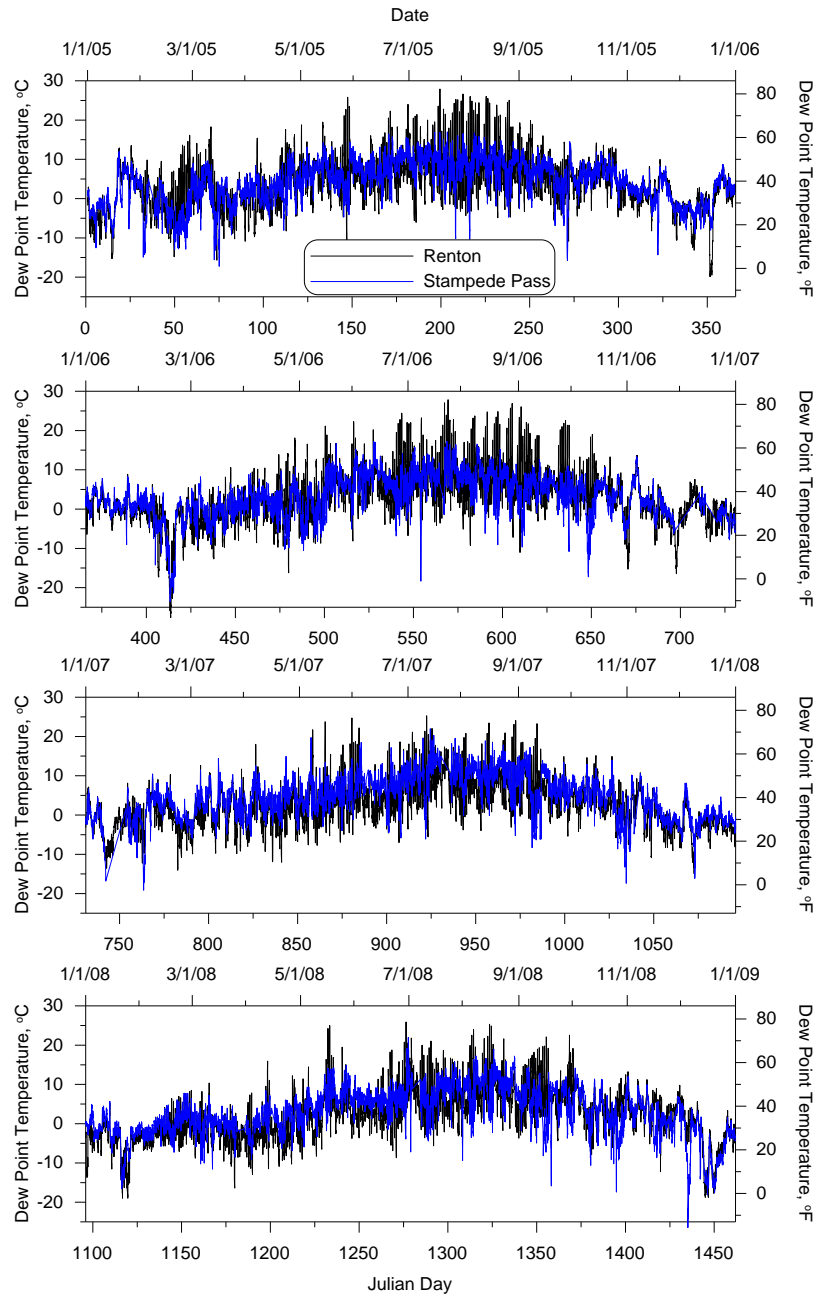 Date
1/1/05 3/1/05 5/1/05 7/1/05 9/1/05 11/1/05 1/1/06
Dew Point Temperature, ºC
30
20
10
0
-10
-20
Dew Point Temperature, ºF
80
60
40
20
0
Renton
Stampede Pass
0 50 100 150 200 250 300 350
1/1/06 3/1/06 5/1/06 7/1/06 9/1/06 11/1/06 1/1/07
Dew Point Temperature, ºC
30
20
10
0
-10
-20
Dew Point Temperature, ºF
80
60
40
20
0
400 450 500 550 600 650 700
1/1/07 3/1/07 5/1/07 7/1/07 9/1/07 11/1/07 1/1/08
Dew Point Temperature, ºC
30
20
10
0
-10
-20
Dew Point Temperature, ºF
80
60
40
20
0
750 800 850 900 950 1000 1050
1/1/08 3/1/08 5/1/08 7/1/08 9/1/08 11/1/08 1/1/09
Dew Point Temperature, ºC
30
20
10
0
-10
-20
Dew Point Temperature, ºF
80
60
40
20
0
1100 1150 1200 1250 1300 1350 1400 1450
Julian Day